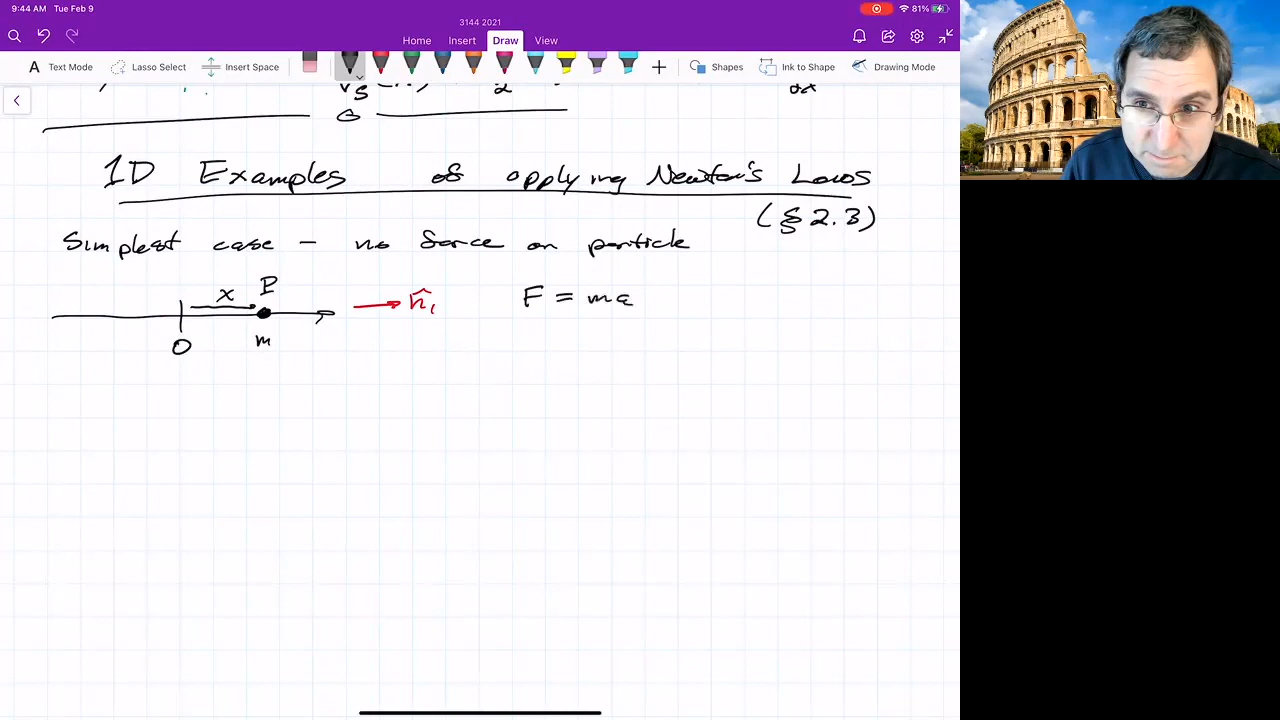 9:44 AM Tue Feb 9
81%
3144 2021
Home Insert Draw View
Text Mode Lasso Select Insert Space Shapes Ink to Shape Drawing Mode
1D Examples of applying Newton's Laws
(§ 2.3)
Simplest case - no force on particle
x P n̂₁ F = ma
O m